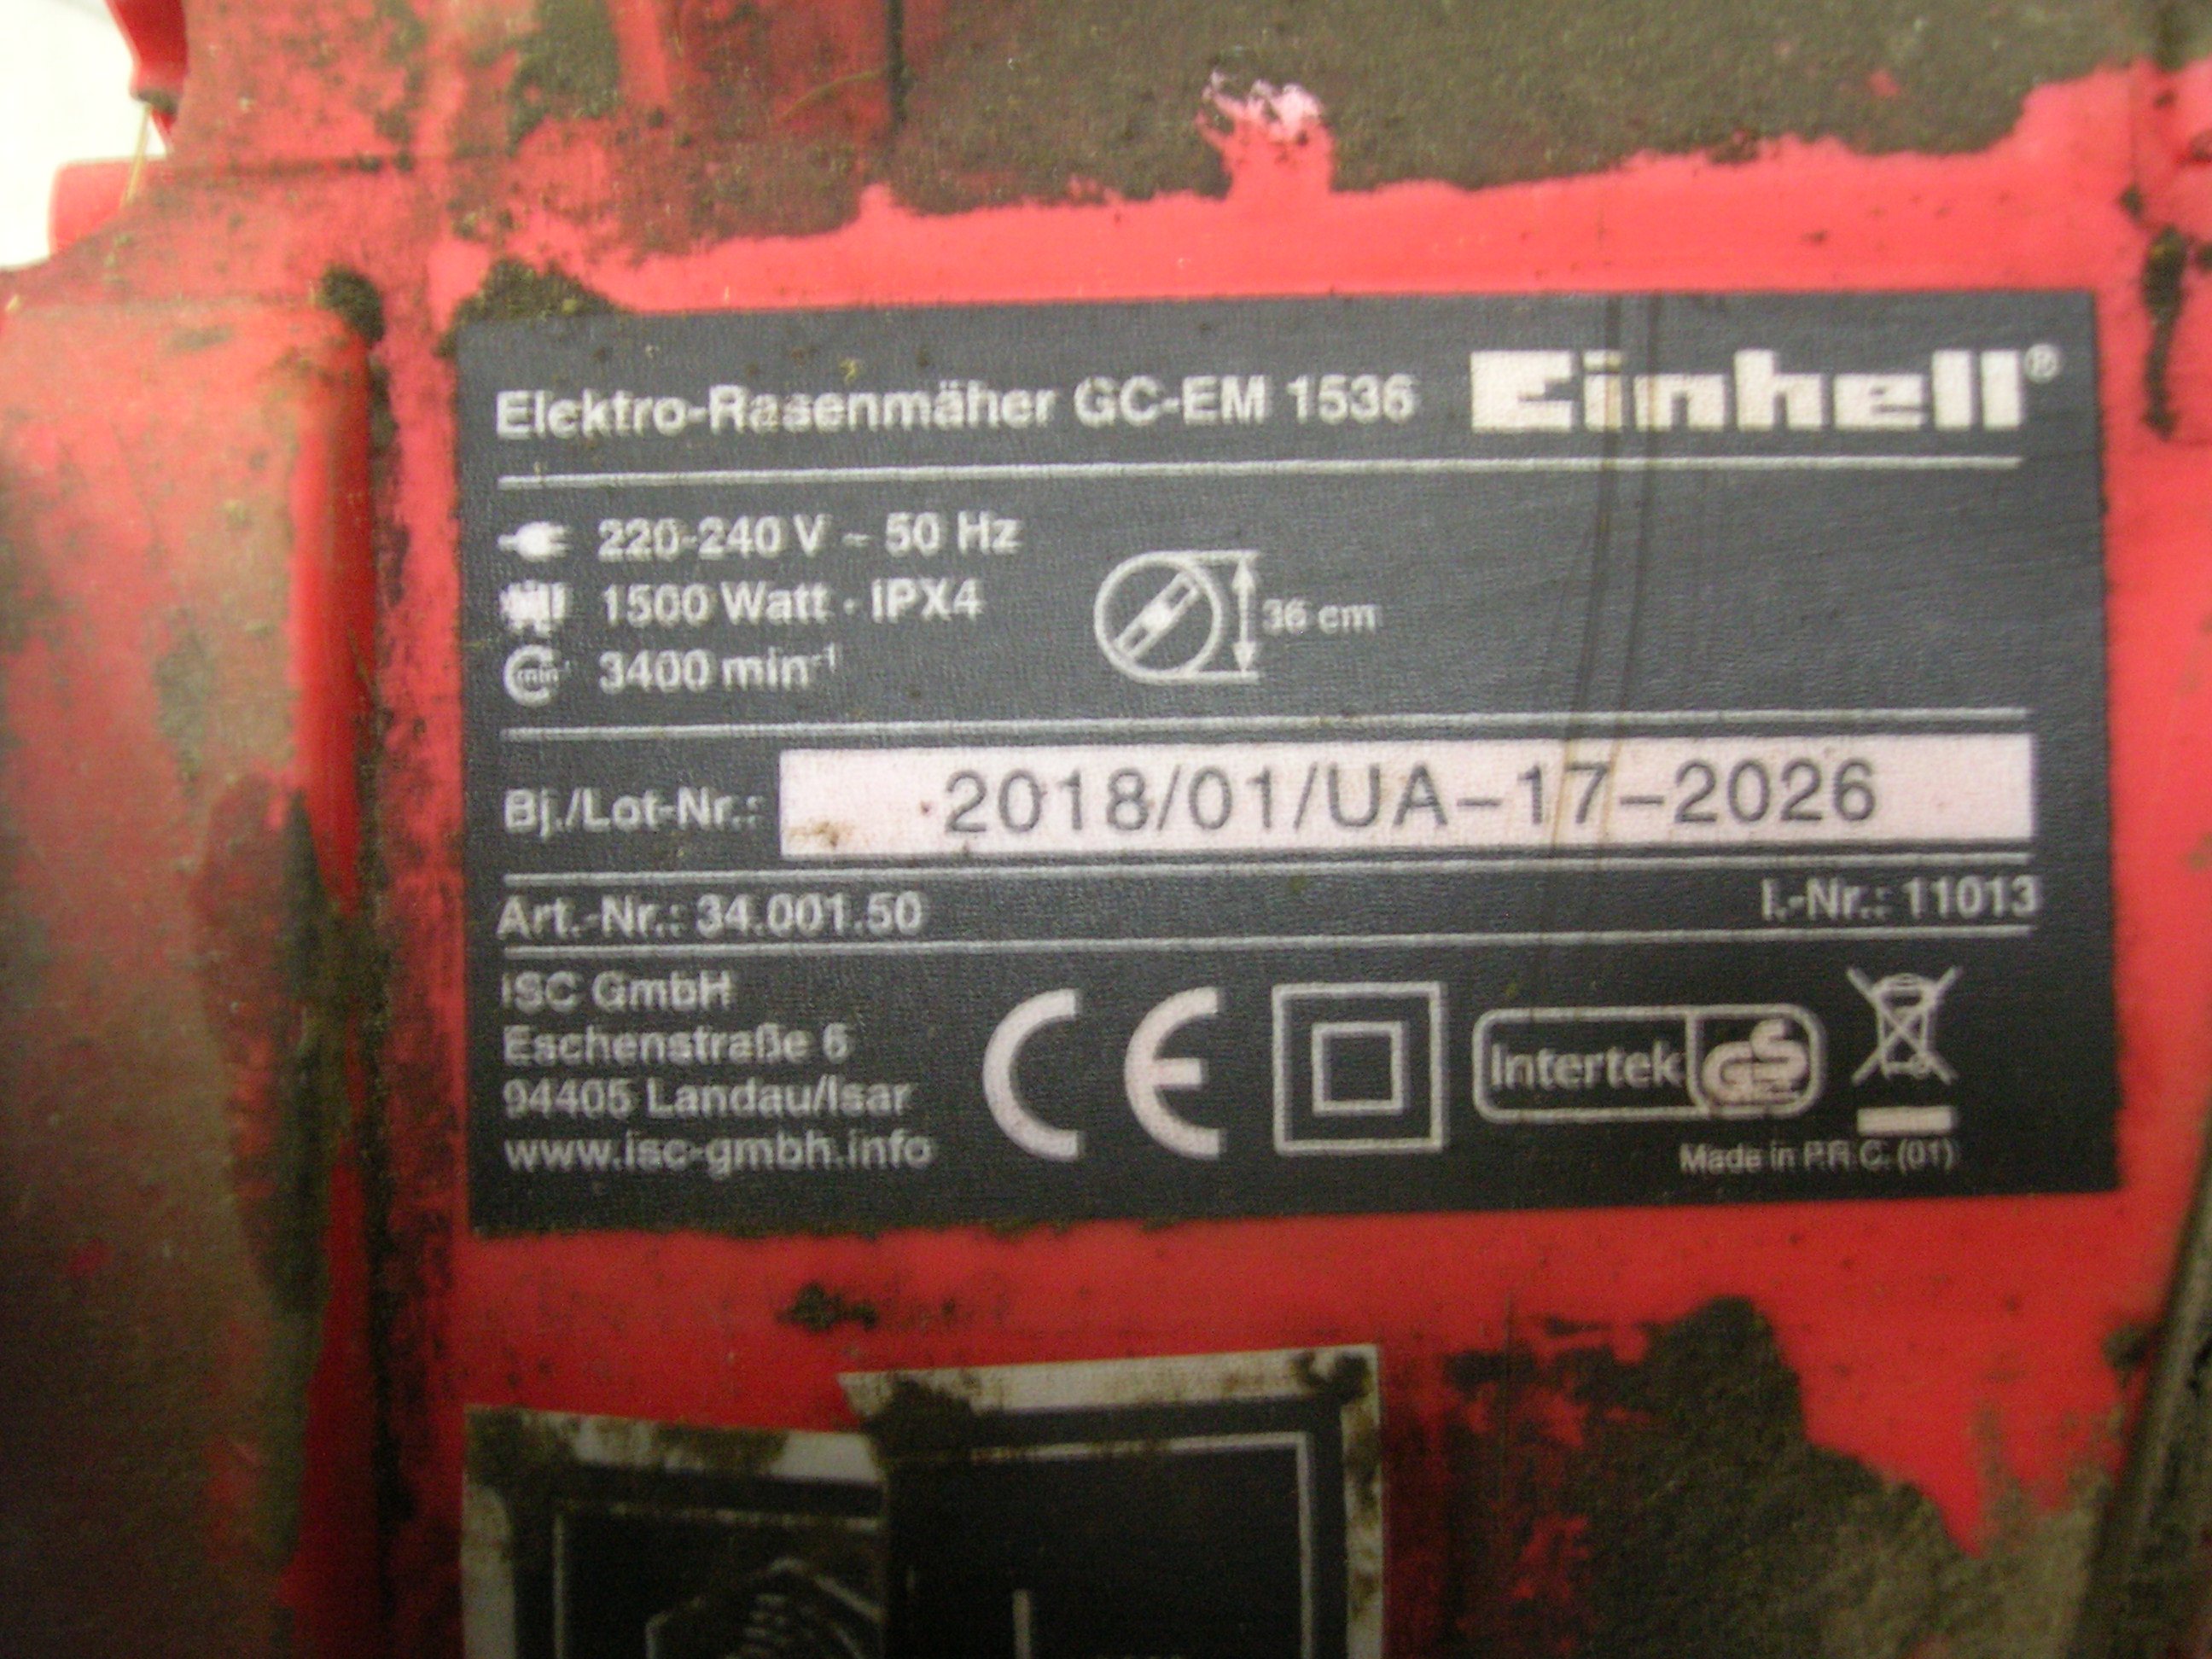 Elektro-Rasenmäher GC-EM 1536 Einhell®
220-240 V ~ 50 Hz
1500 Watt · IPX4
36 cm
min⁻¹ 3400 min⁻¹
Bj./Lot-Nr.: 2018/01/UA-17-2026
Art.-Nr.: 34.001.50 I.-Nr.: 11013
ISC GmbH
Eschenstraße 6
94405 Landau/Isar
www.isc-gmbh.info
CE
Intertek GS
Made in P.R.C. (01)